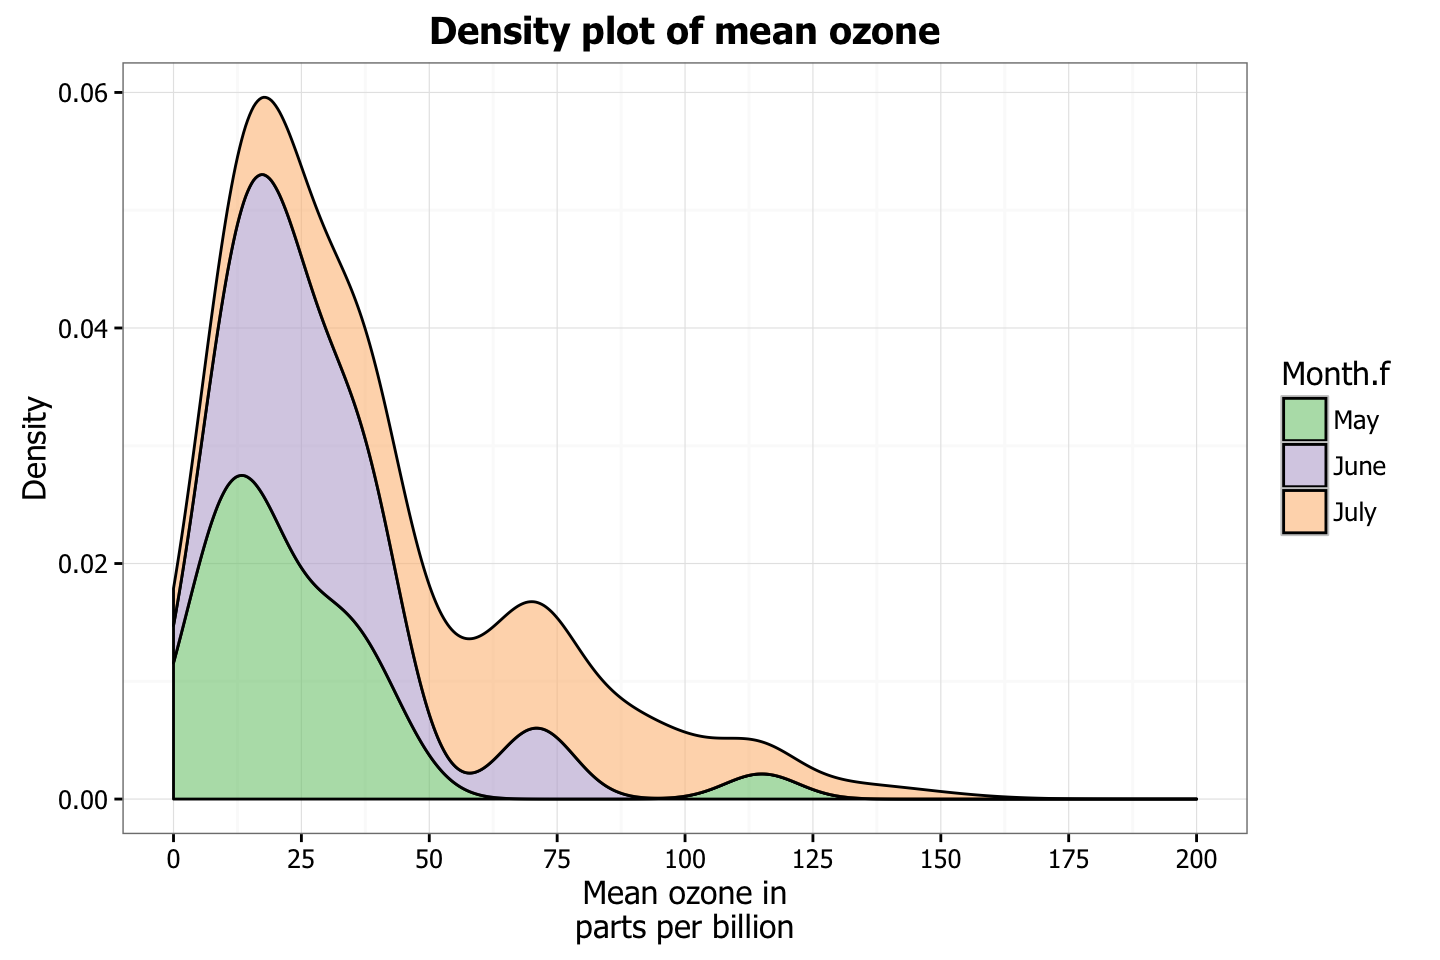 Density plot of mean ozone
0.06
0.04
0.02
0.00
Density
0 25 50 75 100 125 150 175 200
Mean ozone in
parts per billion
Month.f
May
June
July